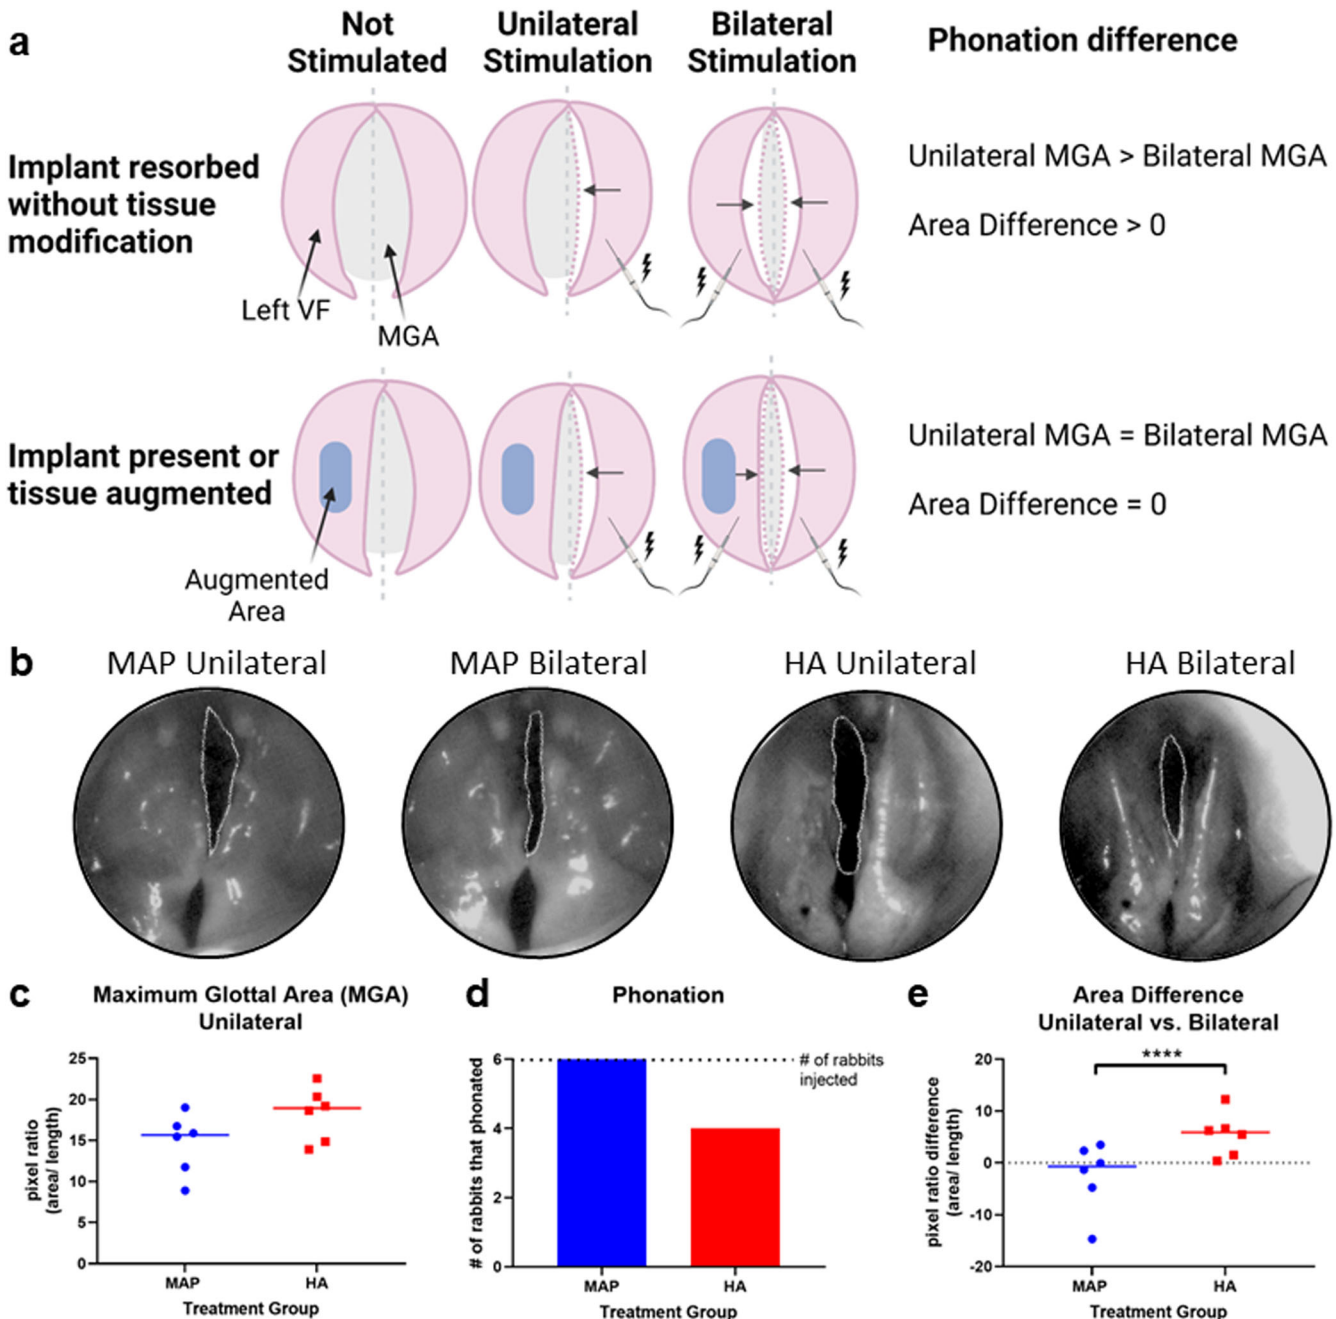 a
Not
Stimulated
Unilateral
Stimulation
Bilateral
Stimulation
Phonation difference
Implant resorbed
without tissue
modification
Left VF
MGA
Unilateral MGA > Bilateral MGA
Area Difference > 0
Implant present or
tissue augmented
Augmented
Area
Unilateral MGA = Bilateral MGA
Area Difference = 0
b
MAP Unilateral
MAP Bilateral
HA Unilateral
HA Bilateral
c
Maximum Glottal Area (MGA)
Unilateral
pixel ratio
(area/ length)
25
20
15
10
5
0
MAP
HA
Treatment Group
d
Phonation
# of rabbits that phonated
6
4
2
0
# of rabbits
injected
MAP
HA
Treatment Group
e
Area Difference
Unilateral vs. Bilateral
pixel ratio difference
(area/ length)
20
10
0
-10
-20
****
MAP
HA
Treatment Group